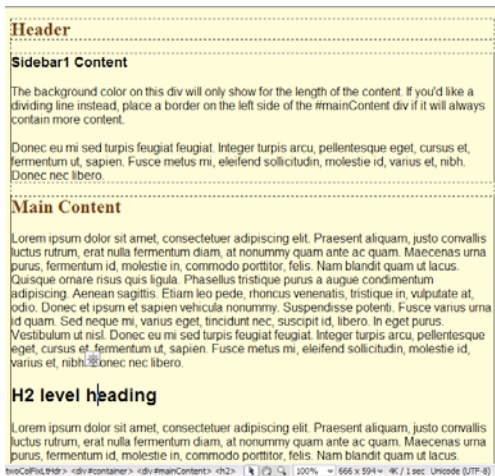 Header
Sidebar1 Content
The background color on this div will only show for the length of the content. If you'd like a
dividing line instead, place a border on the left side of the #mainContent div if it will always
contain more content.
Donec eu mi sed turpis feugiat feugiat. Integer turpis arcu, pellentesque eget, cursus et,
fermentum ut, sapien. Fusce metus mi, eleifend sollicitudin, molestie id, varius et, nibh.
Donec nec libero.
Main Content
Lorem ipsum dolor sit amet, consectetuer adipiscing elit. Praesent aliquam, justo convallis
luctus rutrum, erat nulla fermentum diam, at nonummy quam ante ac quam. Maecenas urna
purus, fermentum id, molestie in, commodo porttitor, felis. Nam blandit quam ut lacus.
Quisque ornare risus quis ligula. Phasellus tristique purus a augue condimentum
adipiscing. Aenean sagittis. Etiam leo pede, rhoncus venenatis, tristique in, vulputate at,
odio. Donec et ipsum et sapien vehicula nonummy. Suspendisse potenti. Fusce varius urna
id quam. Sed neque mi, varius eget, tincidunt nec, suscipit id, libero. In eget purus.
Vestibulum ut nisl. Donec eu mi sed turpis feugiat feugiat. Integer turpis arcu, pellentesque
eget, cursus et, fermentum ut, sapien. Fusce metus mi, eleifend sollicitudin, molestie id,
varius et, nibh. Donec nec libero.
H2 level heading
Lorem ipsum dolor sit amet, consectetuer adipiscing elit. Praesent aliquam, justo convallis
luctus rutrum, erat nulla fermentum diam, at nonummy quam ante ac quam. Maecenas urna
purus, fermentum id, molestie in, commodo porttitor, felis. Nam blandit quam ut lacus.
twoColFixLtHdr> <div#container> <div#mainContent> <h2> 100% 666 x 594 4K / 1 sec Unicode (UTF-8)